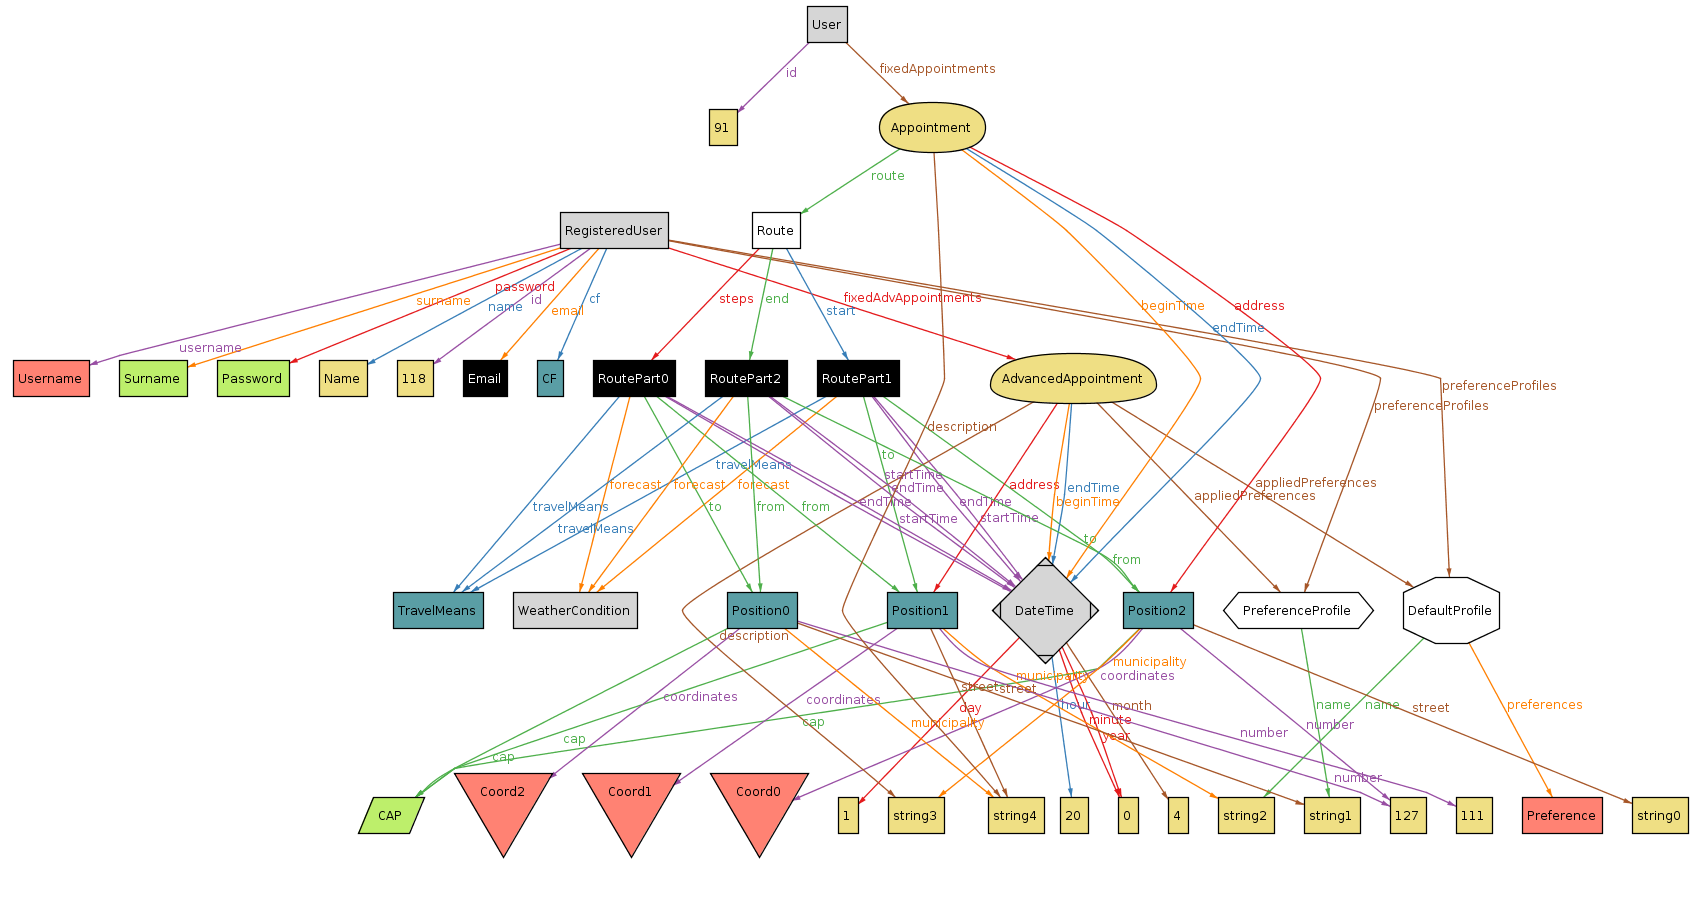 User
id
fixedAppointments
91
Appointment
route
RegisteredUser
Route
password
surname
name
id
email
cf
steps
end
start
fixedAdvAppointments
beginTime
address
endTime
username
Username
Surname
Password
Name
118
Email
CF
RoutePart0
RoutePart2
RoutePart1
AdvancedAppointment
preferenceProfiles
preferenceProfiles
description
to
travelMeans
startTime
endTime
forecast
forecast
forecast
address
endTime
appliedPreferences
appliedPreferences
beginTime
endTime
endTime
travelMeans
to
from
from
startTime
startTime
travelMeans
to
from
TravelMeans
WeatherCondition
Position0
Position1
DateTime
Position2
PreferenceProfile
DefaultProfile
description
municipality
municipality
coordinates
street
street
coordinates
coordinates
cap
municipality
day
hour
month
minute
year
name
name
street
preferences
number
number
cap
cap
number
CAP
Coord2
Coord1
Coord0
1
string3
string4
20
0
4
string2
string1
127
111
Preference
string0